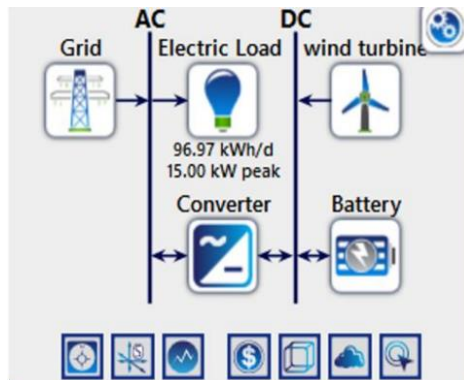 AC DC
Grid Electric Load wind turbine
96.97 kWh/d
15.00 kW peak
Converter Battery